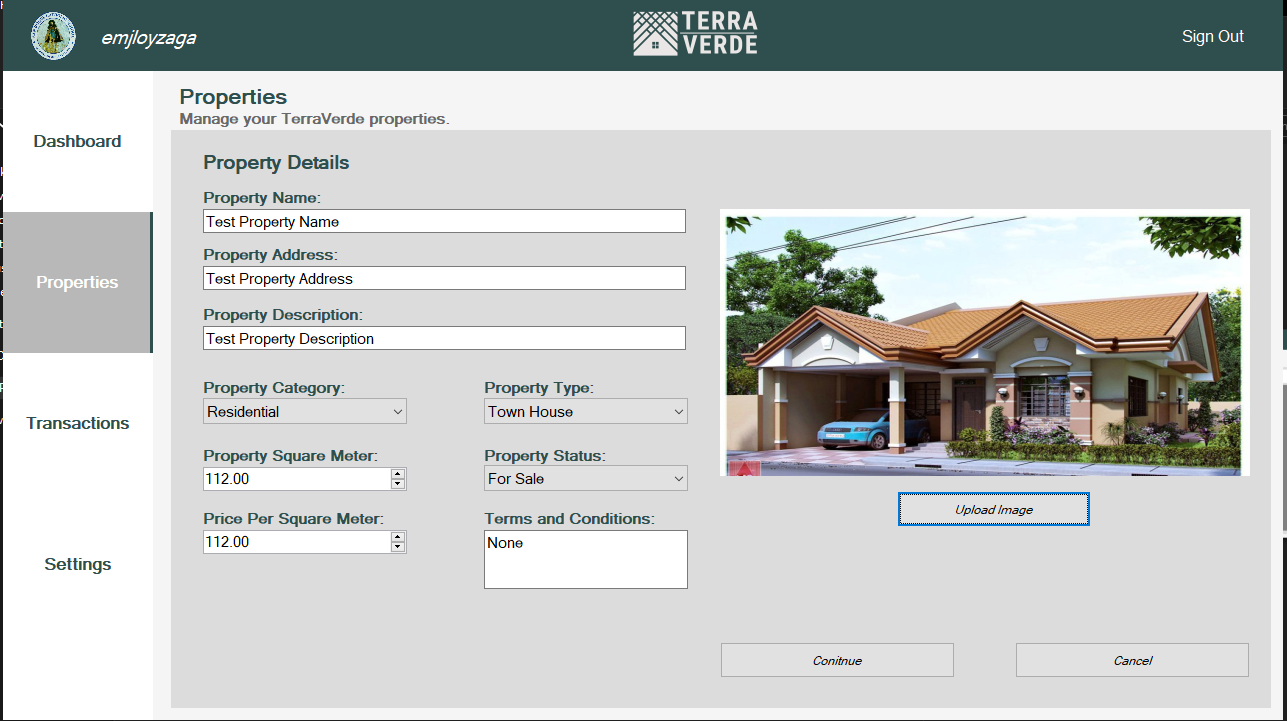 emjloyzaga
TERRA
VERDE
Sign Out
Dashboard
Properties
Transactions
Settings
Properties
Manage your TerraVerde properties.
Property Details
Property Name:
Test Property Name
Property Address:
Test Property Address
Property Description:
Test Property Description
Property Category:
Property Type:
Residential
Town House
Property Square Meter:
Property Status:
112.00
For Sale
Price Per Square Meter:
Terms and Conditions:
112.00
None
Upload Image
Conitnue
Cancel